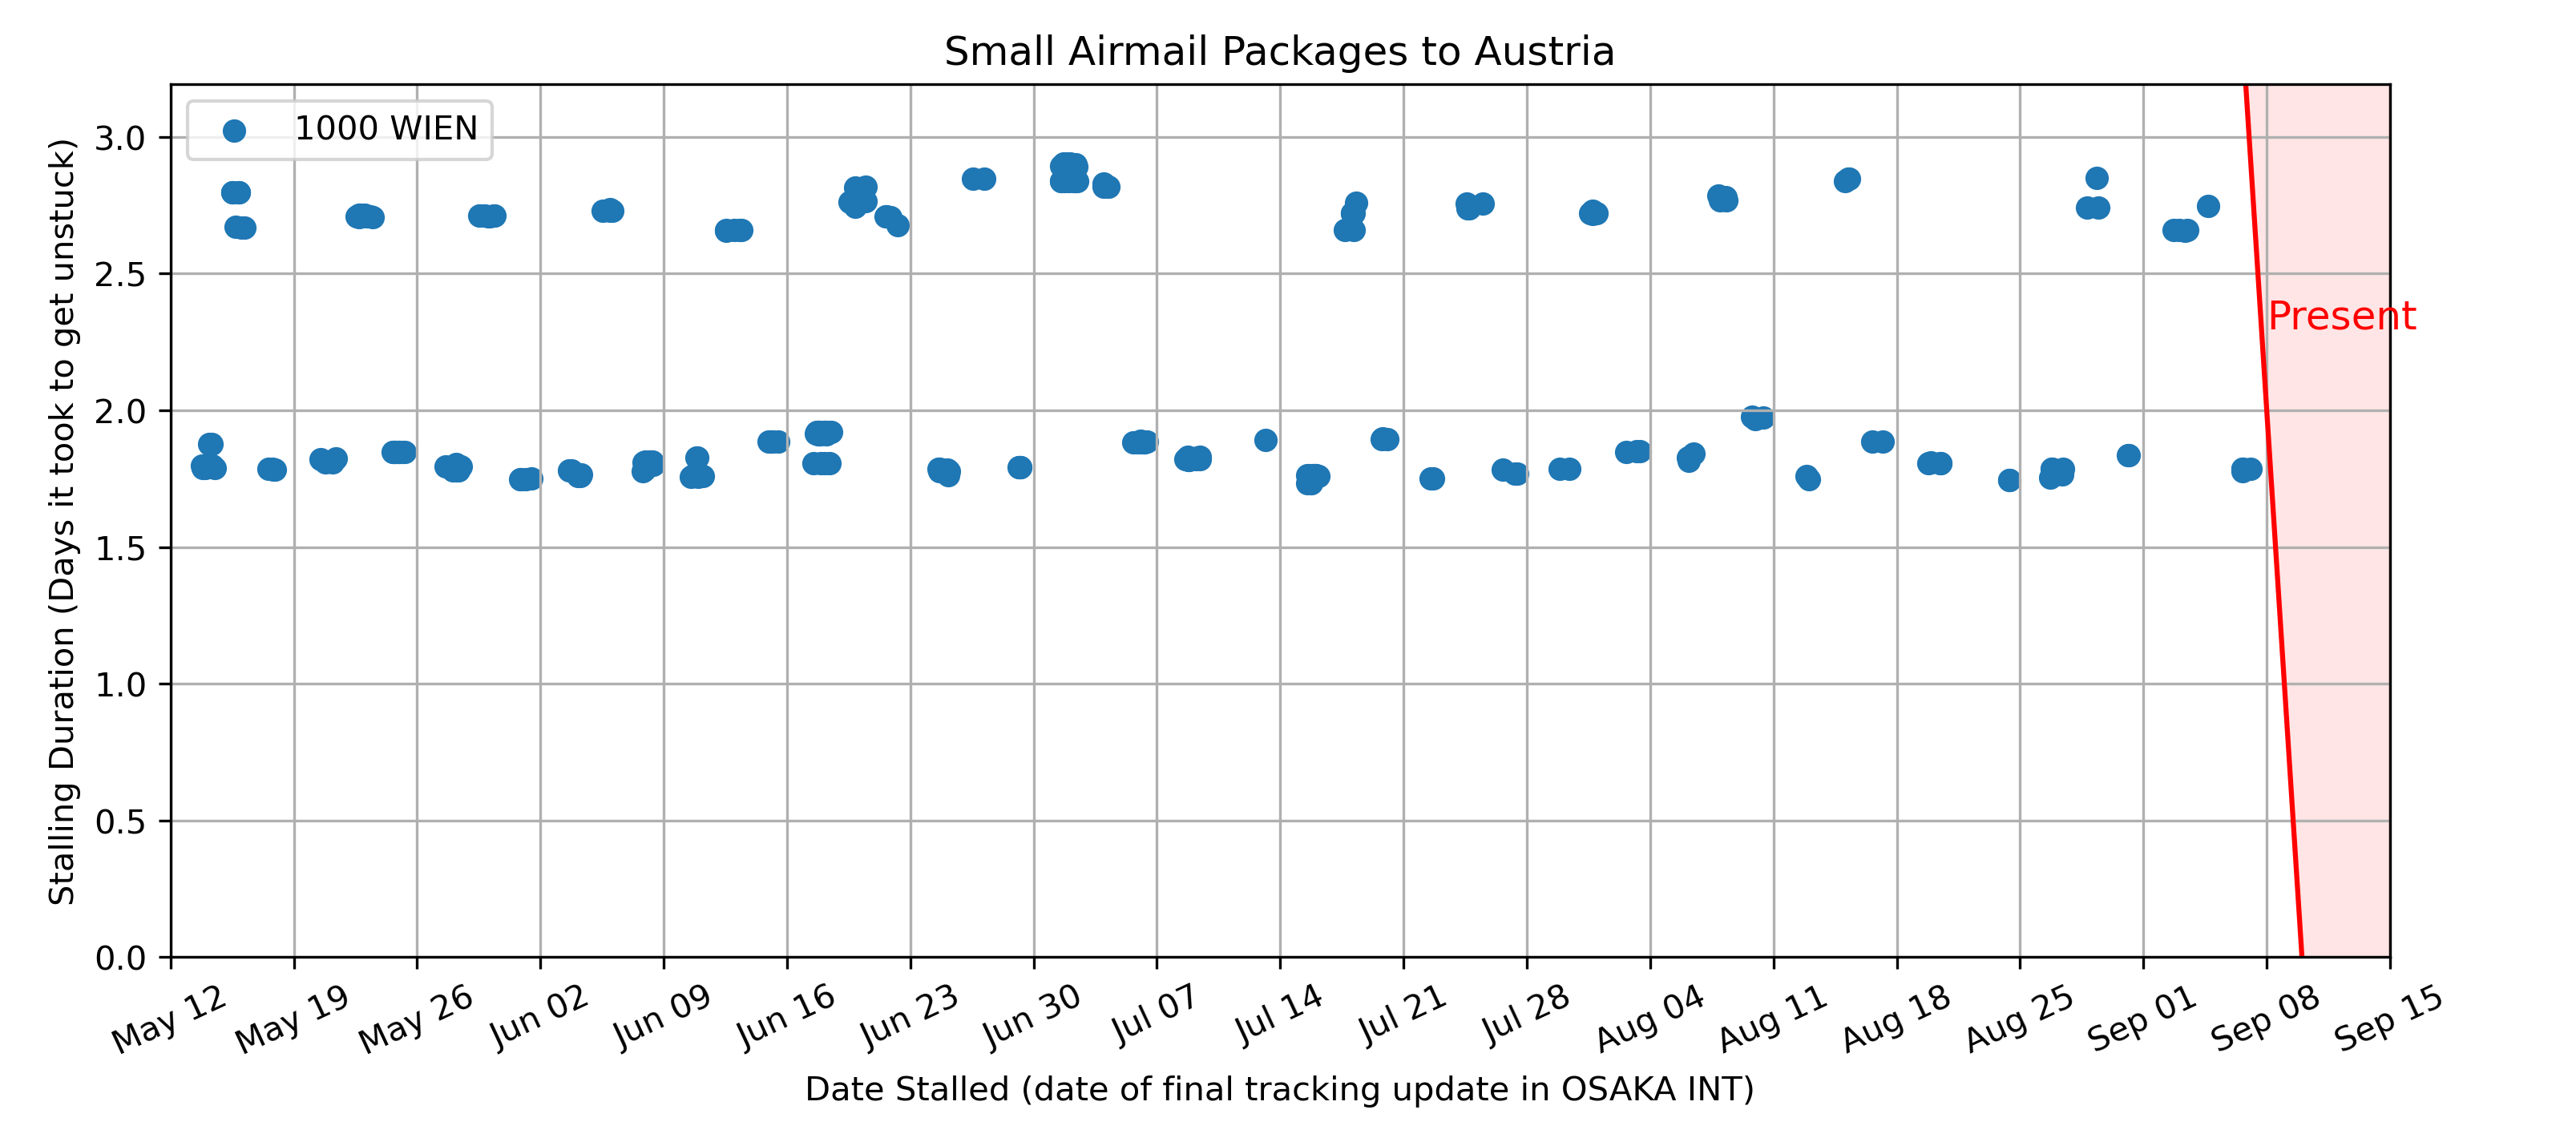 Small Airmail Packages to Austria
1000 WIEN
Stalling Duration (Days it took to get unstuck)
3.0
2.5
2.0
1.5
1.0
0.5
0.0
Present
May 12
May 19
May 26
Jun 02
Jun 09
Jun 16
Jun 23
Jun 30
Jul 07
Jul 14
Jul 21
Jul 28
Aug 04
Aug 11
Aug 18
Aug 25
Sep 01
Sep 08
Sep 15
Date Stalled (date of final tracking update in OSAKA INT)